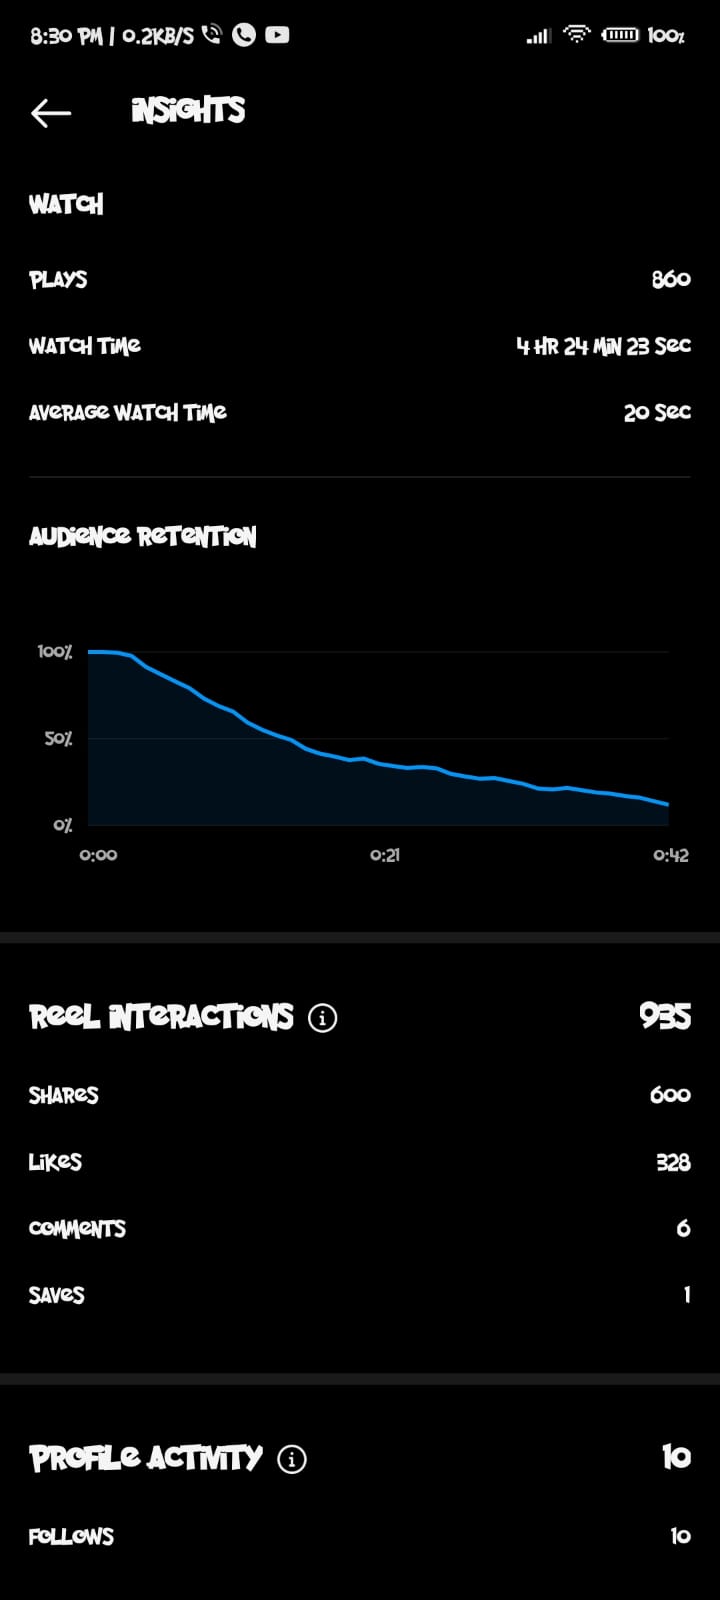 8:30 PM | 0.2KB/S 100%
Insights
Watch
Plays 860
Watch time 4 hr 24 min 23 sec
Average watch time 20 sec
Audience retention
100%
50%
0%
0:00 0:21 0:42
Reel interactions 935
Shares 600
Likes 328
Comments 6
Saves 1
Profile activity 10
Follows 10